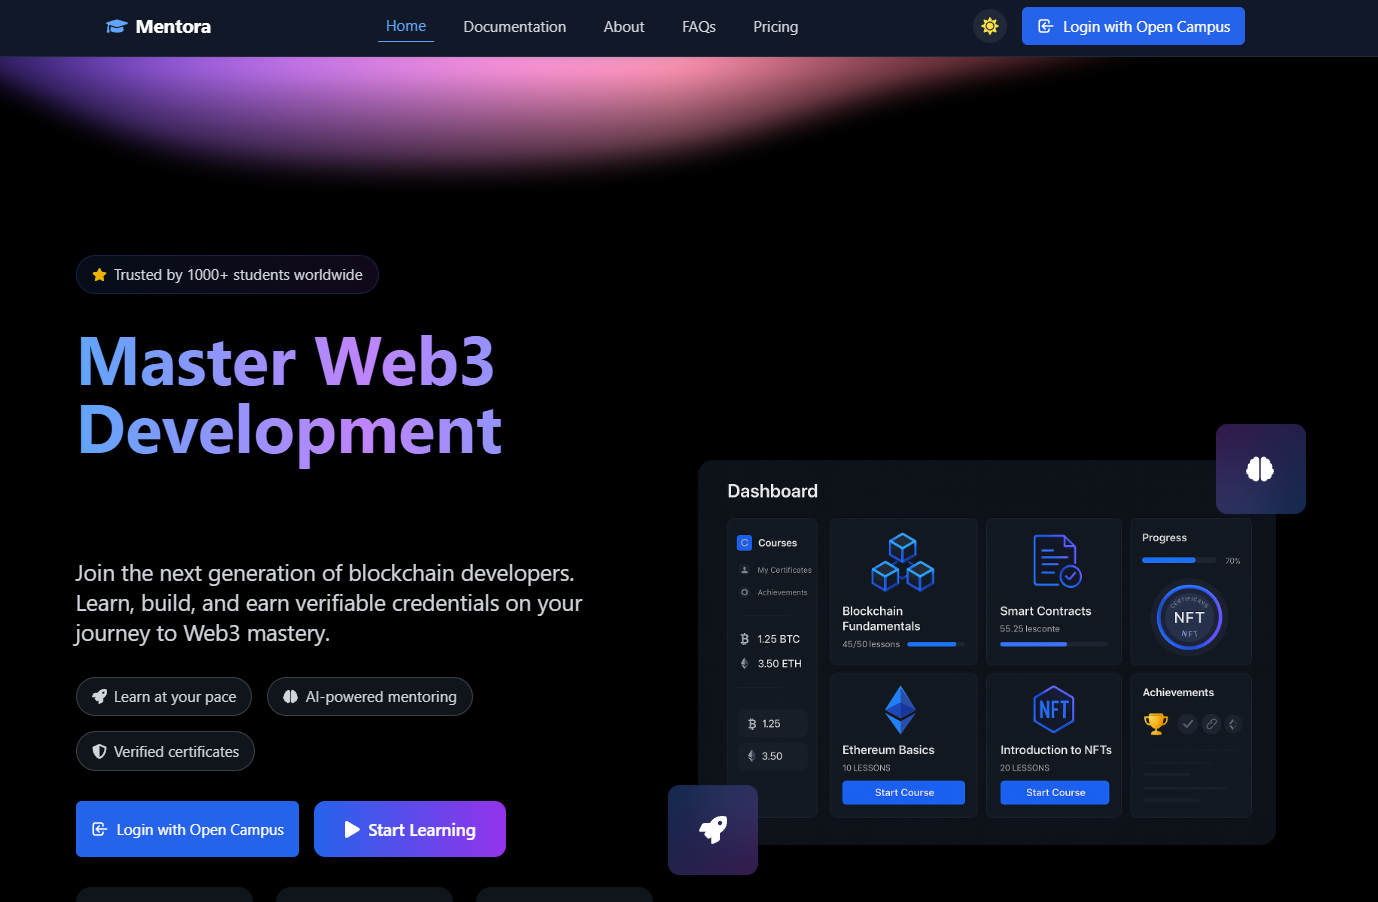 Mentora
Home
Documentation
About
FAQs
Pricing
Login with Open Campus
Trusted by 1000+ students worldwide
Master Web3
Development
Join the next generation of blockchain developers.
Learn, build, and earn verifiable credentials on your
journey to Web3 mastery.
Learn at your pace
AI-powered mentoring
Verified certificates
Login with Open Campus
Start Learning
Dashboard
C Courses
My Certificates
Achievements
1.25 BTC
3.50 ETH
1.25
3.50
Blockchain
Fundamentals
45/50 lessons
Smart Contracts
55.25 lesconte
Progress
70%
NFT
NFT
Ethereum Basics
10 LESSONS
Start Course
NFT
Introduction to NFTs
20 LESSONS
Start Course
Achievements